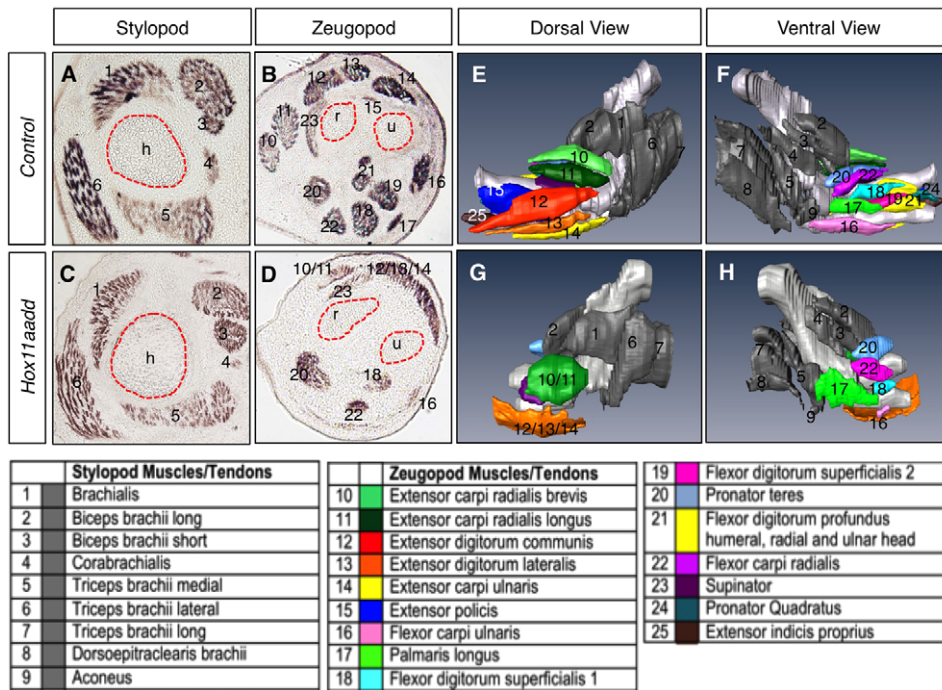 Stylopod
Zeugopod
Dorsal View
Ventral View
Control
A
1
2
3
4
5
6
h
B
10
11
12
13
14
15
16
17
18
19
20
21
22
23
r
u
E
1
2
6
7
10
11
12
13
14
15
25
F
2
3
4
5
7
8
9
16
17
18
19
20
21
22
24
Hox11aadd
C
1
2
3
4
5
6
h
D
10/11
12/13/14
23
r
u
20
18
22
16
G
2
1
6
7
10/11
12/13/14
H
2
4
3
7
8
5
9
20
22
17
18
16
Stylopod Muscles/Tendons
1 Brachialis
2 Biceps brachii long
3 Biceps brachii short
4 Corabrachialis
5 Triceps brachii medial
6 Triceps brachii lateral
7 Triceps brachii long
8 Dorsoepitraclearis brachii
9 Aconeus
Zeugopod Muscles/Tendons
10 Extensor carpi radialis brevis
11 Extensor carpi radialis longus
12 Extensor digitorum communis
13 Extensor digitorum lateralis
14 Extensor carpi ulnaris
15 Extensor policis
16 Flexor carpi ulnaris
17 Palmaris longus
18 Flexor digitorum superficialis 1
19 Flexor digitorum superficialis 2
20 Pronator teres
21 Flexor digitorum profundus
humeral, radial and ulnar head
22 Flexor carpi radialis
23 Supinator
24 Pronator Quadratus
25 Extensor indicis proprius